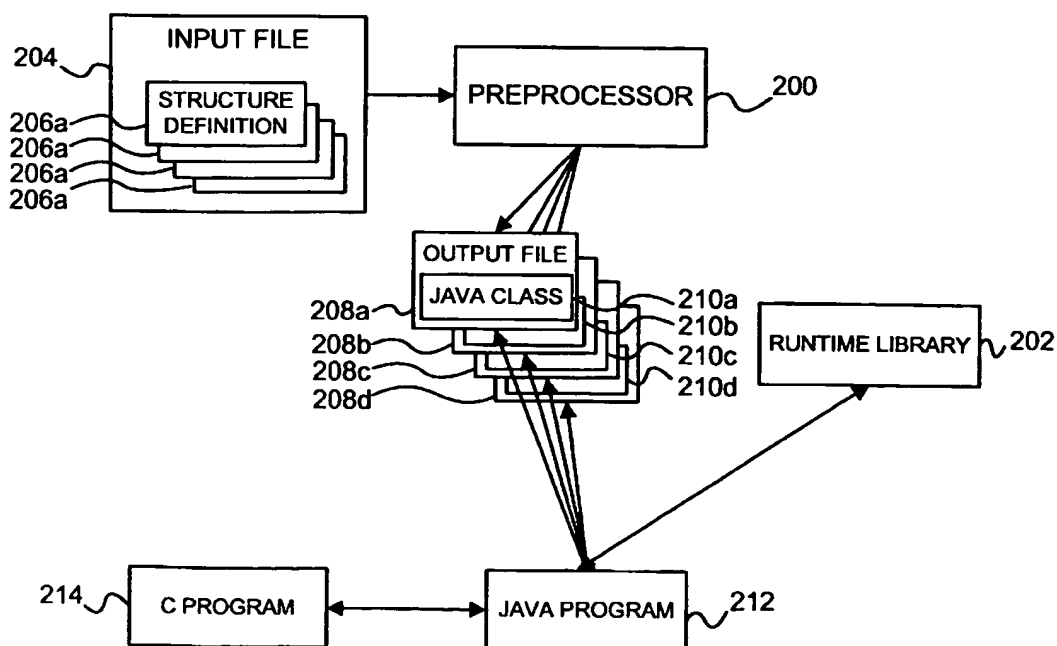 INPUT FILE
204
STRUCTURE
DEFINITION
206a
206a
206a
206a
PREPROCESSOR
200
OUTPUT FILE
JAVA CLASS
208a
208b
208c
208d
210a
210b
210c
210d
RUNTIME LIBRARY
202
214
C PROGRAM
JAVA PROGRAM
212